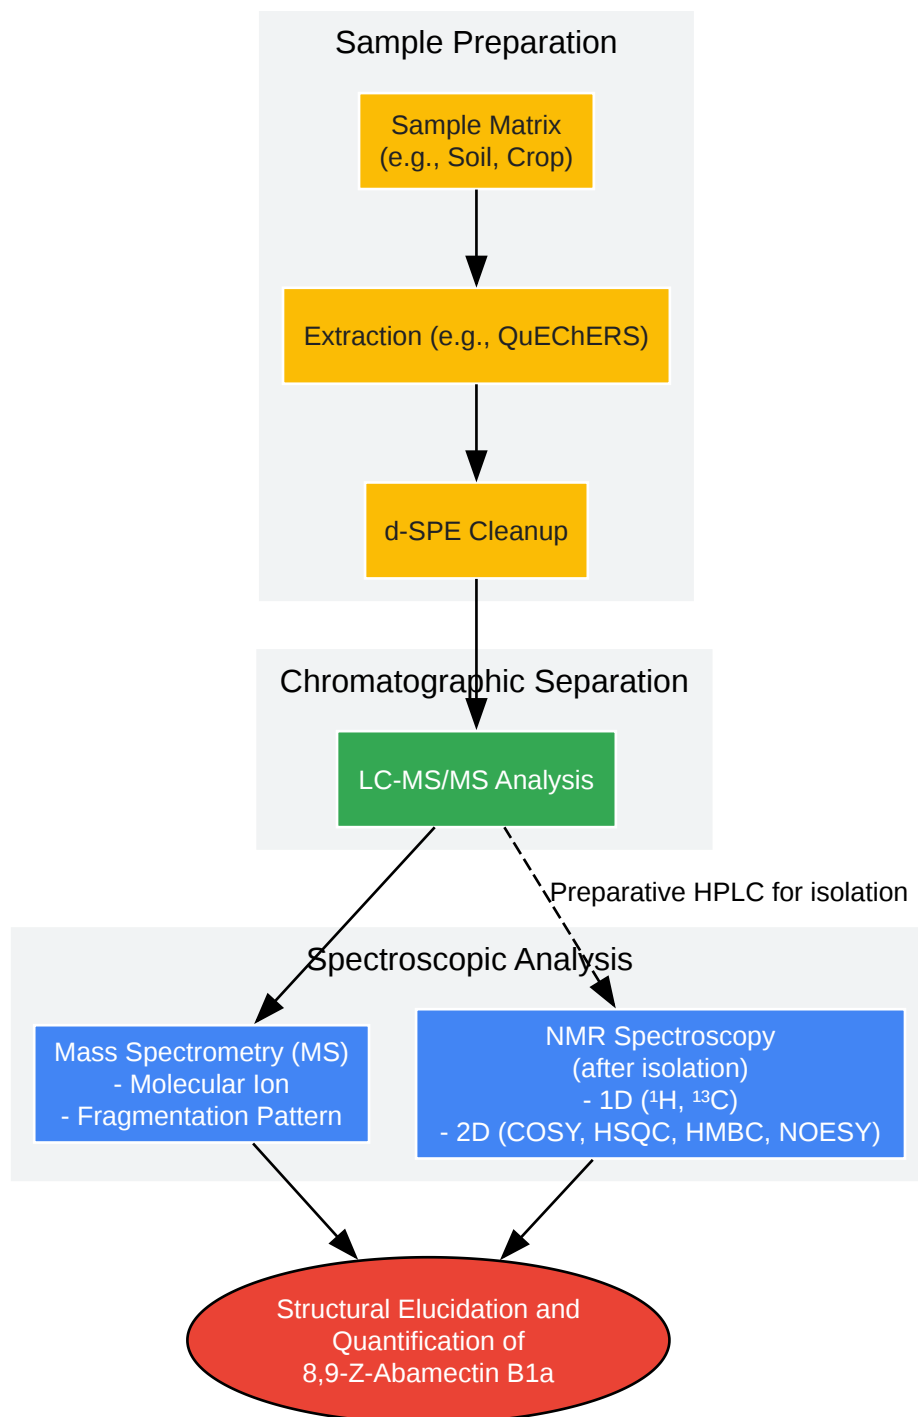 Sample Preparation
Sample Matrix
(e.g., Soil, Crop)
Extraction (e.g., QuEChERS)
d-SPE Cleanup
Chromatographic Separation
LC-MS/MS Analysis
Preparative HPLC for isolation
Spectroscopic Analysis
Mass Spectrometry (MS)
- Molecular Ion
- Fragmentation Pattern
NMR Spectroscopy
(after isolation)
- 1D (¹H, ¹³C)
- 2D (COSY, HSQC, HMBC, NOESY)
Structural Elucidation and
Quantification of
8,9-Z-Abamectin B1a